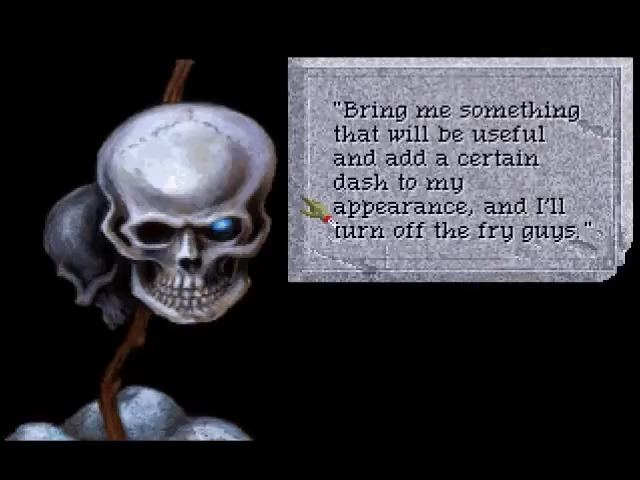 "Bring me something
that will be useful
and add a certain
dash to my
appearance, and I'll
turn off the fry guys."